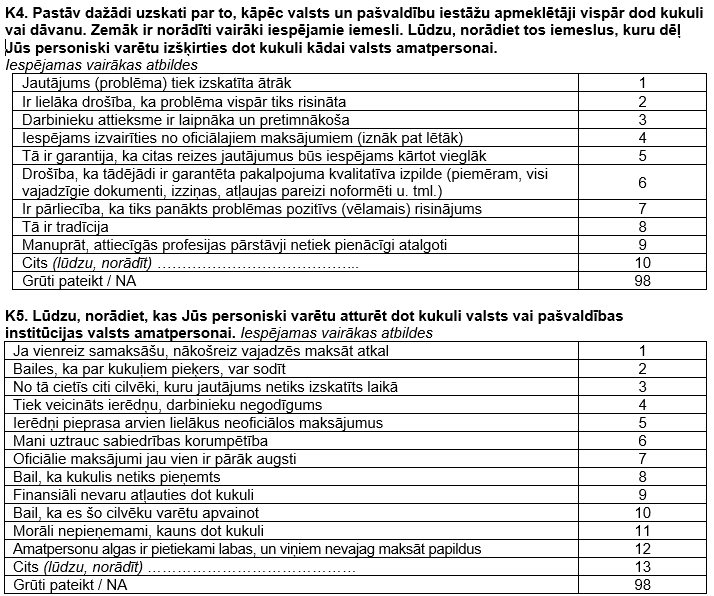 K4. Pastāv dažādi uzskati par to, kāpēc valsts un pašvaldību iestāžu apmeklētāji vispār dod kukuli
vai dāvanu. Zemāk ir norādīti vairāki iespējamie iemesli. Lūdzu, norādiet tos iemeslus, kuru dēļ
Jūs personiski varētu izšķirties dot kukuli kādai valsts amatpersonai.
Iespējamas vairākas atbildes
Jautājums (problēma) tiek izskatīta ātrāk 1
Ir lielāka drošība, ka problēma vispār tiks risināta 2
Darbinieku attieksme ir laipnāka un pretimnākoša 3
Iespējams izvairīties no oficiālajiem maksājumiem (iznāk pat lētāk) 4
Tā ir garantija, ka citas reizes jautājumus būs iespējams kārtot vieglāk 5
Drošība, ka tādējādi ir garantēta pakalpojuma kvalitatīva izpilde (piemēram, visi
vajadzīgie dokumenti, izziņas, atļaujas pareizi noformēti u. tml.) 6
Ir pārliecība, ka tiks panākts problēmas pozitīvs (vēlamais) risinājums 7
Tā ir tradīcija 8
Manuprāt, attiecīgās profesijas pārstāvji netiek pienācīgi atalgoti 9
Cits (lūdzu, norādīt) ………………………………... 10
Grūti pateikt / NA 98
K5. Lūdzu, norādiet, kas Jūs personiski varētu atturēt dot kukuli valsts vai pašvaldības
institūcijas valsts amatpersonai. Iespējamas vairākas atbildes
Ja vienreiz samaksāšu, nākošreiz vajadzēs maksāt atkal 1
Bailes, ka par kukuļiem pieķers, var sodīt 2
No tā cietīs citi cilvēki, kuru jautājums netiks izskatīts laikā 3
Tiek veicināts ierēdņu, darbinieku negodīgums 4
Ierēdņi pieprasa arvien lielākus neoficiālos maksājumus 5
Mani uztrauc sabiedrības korumpētība 6
Oficiālie maksājumi jau vien ir pārāk augsti 7
Bail, ka kukulis netiks pieņemts 8
Finansiāli nevaru atļauties dot kukuli 9
Bail, ka es šo cilvēku varētu apvainot 10
Morāli nepieņemami, kauns dot kukuli 11
Amatpersonu algas ir pietiekami labas, un viņiem nevajag maksāt papildus 12
Cits (lūdzu, norādīt) …………………………………… 13
Grūti pateikt / NA 98